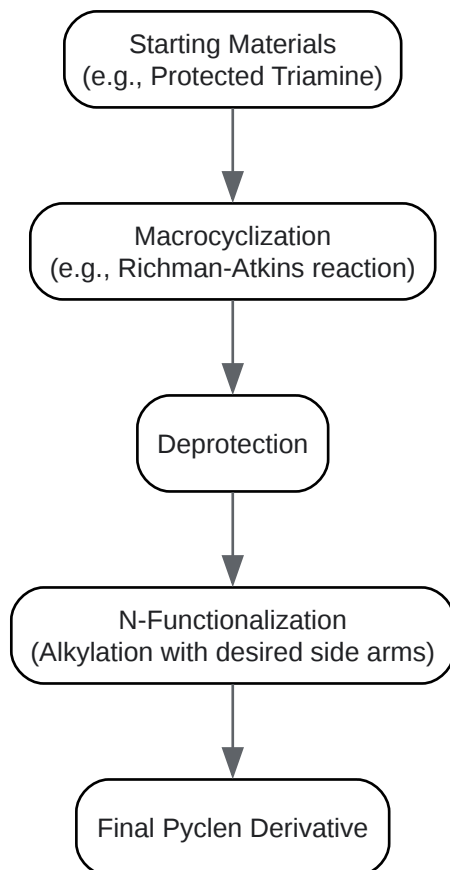 Starting Materials
(e.g., Protected Triamine)
Macrocyclization
(e.g., Richman-Atkins reaction)
Deprotection
N-Functionalization
(Alkylation with desired side arms)
Final Pyclen Derivative